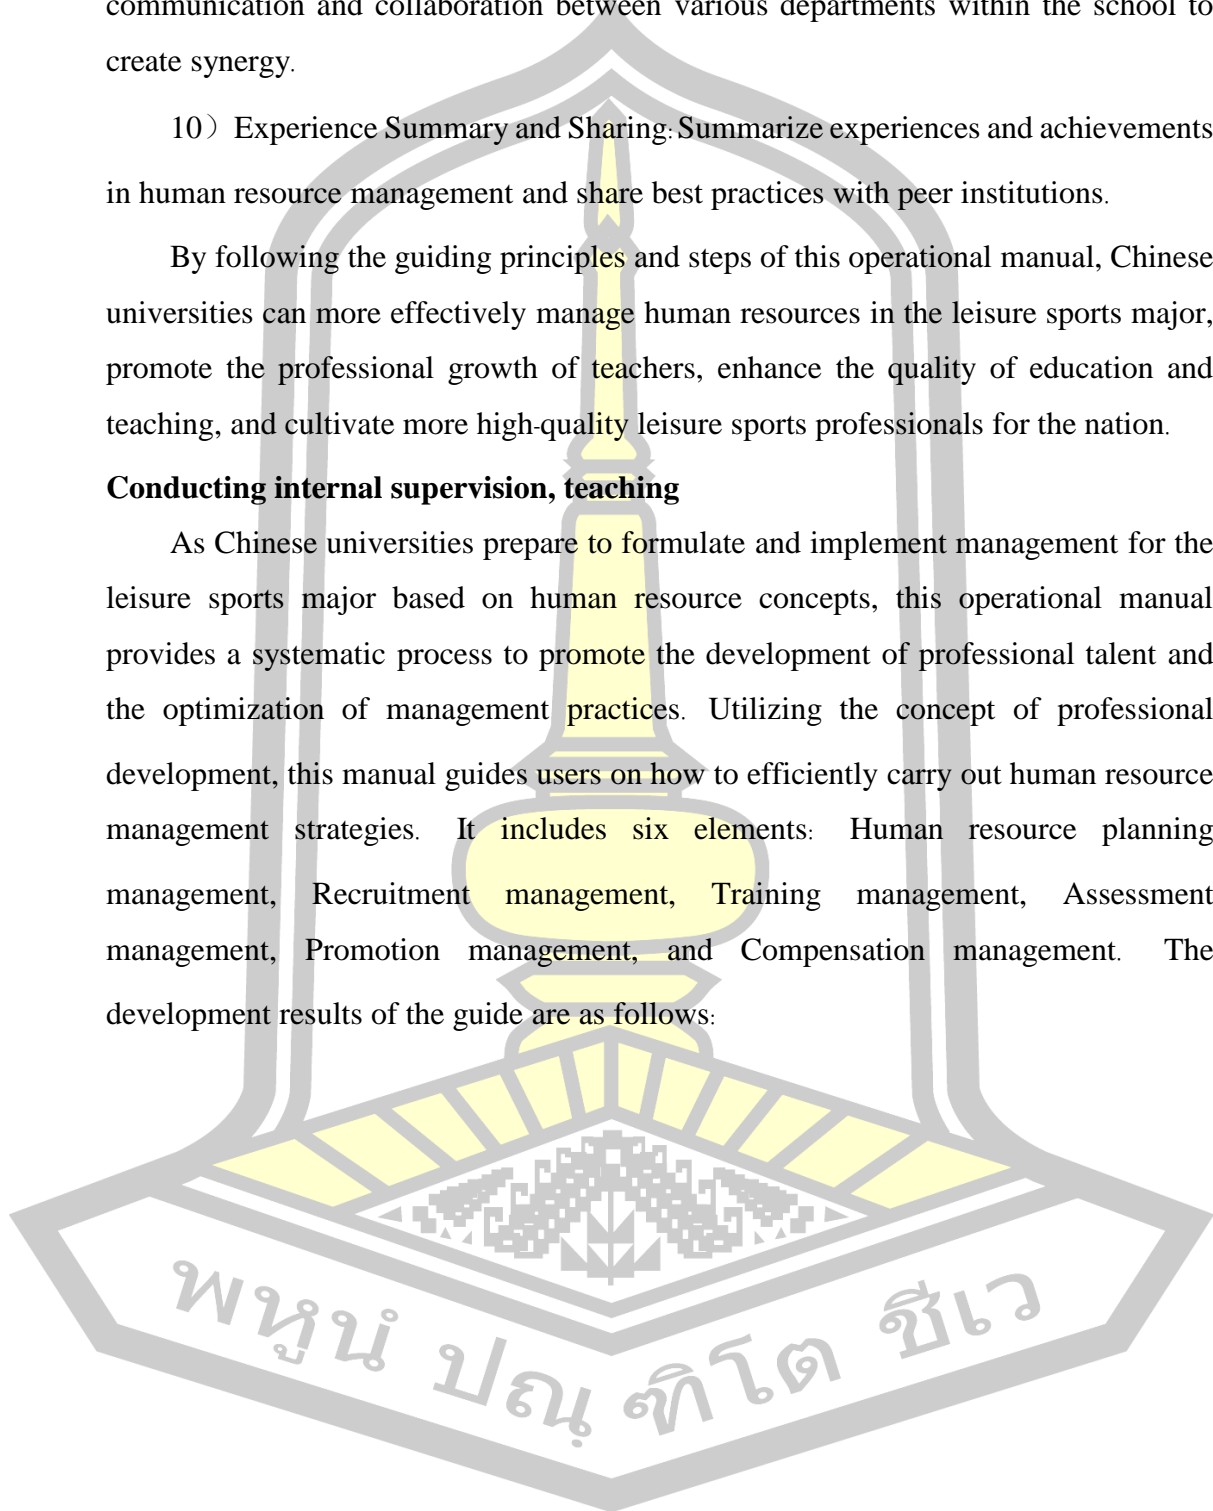 communication and collaboration between various departments within the school to
create synergy.
10）Experience Summary and Sharing:Summarize experiences and achievements
in human resource management and share best practices with peer institutions.
By following the guiding principles and steps of this operational manual, Chinese
universities can more effectively manage human resources in the leisure sports major,
promote the professional growth of teachers, enhance the quality of education and
teaching, and cultivate more high-quality leisure sports professionals for the nation.
Conducting internal supervision, teaching
As Chinese universities prepare to formulate and implement management for the
leisure sports major based on human resource concepts, this operational manual
provides a systematic process to promote the development of professional talent and
the optimization of management practices. Utilizing the concept of professional
development, this manual guides users on how to efficiently carry out human resource
management strategies. It includes six elements: Human resource planning
management, Recruitment management, Training management, Assessment
management, Promotion management, and Compensation management. The
development results of the guide are as follows:
พหูนํ ปณฺฑิโต ชีเว